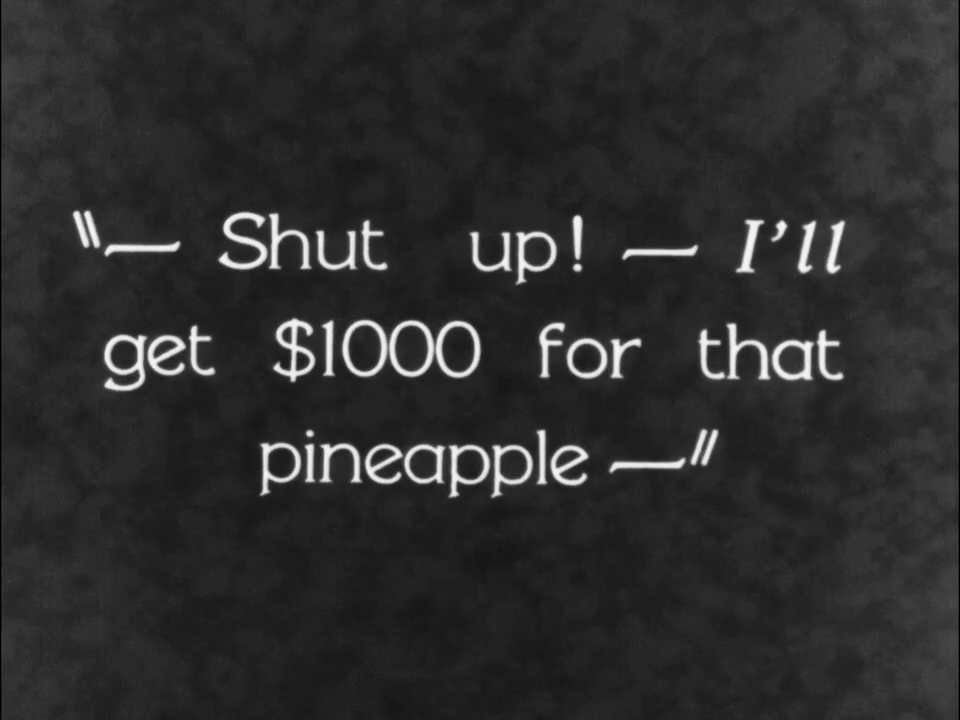 "— Shut up! — I'll
get $1000 for that
pineapple —"